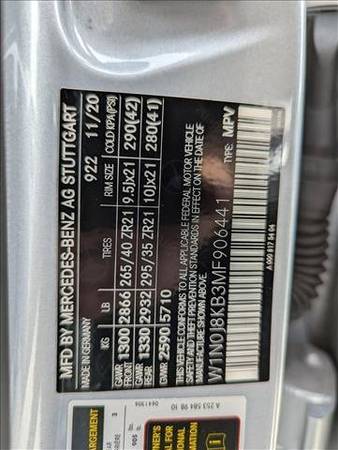 MFD BY MERCEDES-BENZ AG STUTTGART
MADE IN GERMANY 922 11/20
KG LB TIRES RIM SIZE COLD KPA(PSI)
GAWR FRONT 1300 2866 265/40 ZR21 9.5Jx21 290(42)
GAWR REAR 1330 2932 295/35 ZR21 10Jx21 280(41)
GVWR 2590 5710
THIS VEHICLE CONFORMS TO ALL APPLICABLE FEDERAL MOTOR VEHICLE
SAFETY AND THEFT PREVENTION STANDARDS IN EFFECT ON THE DATE OF
MANUFACTURE SHOWN ABOVE.
W1N0J8KB3MF906441 TYPE: MPV
A 253 584 98 10
3